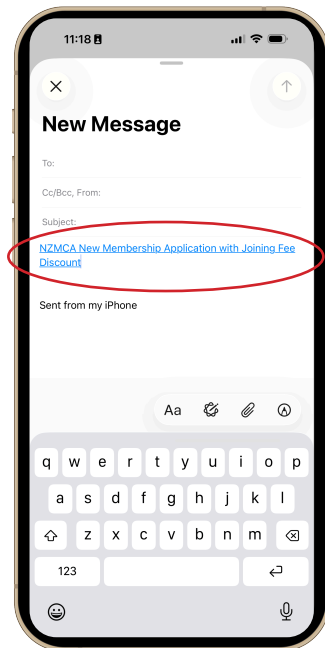 11:18
New Message
To:
Cc/Bcc, From:
Subject:
NZMCA New Membership Application with Joining Fee
Discount
Sent from my iPhone
Aa
q w e r t y u i o p
a s d f g h j k l
z x c v b n m
123